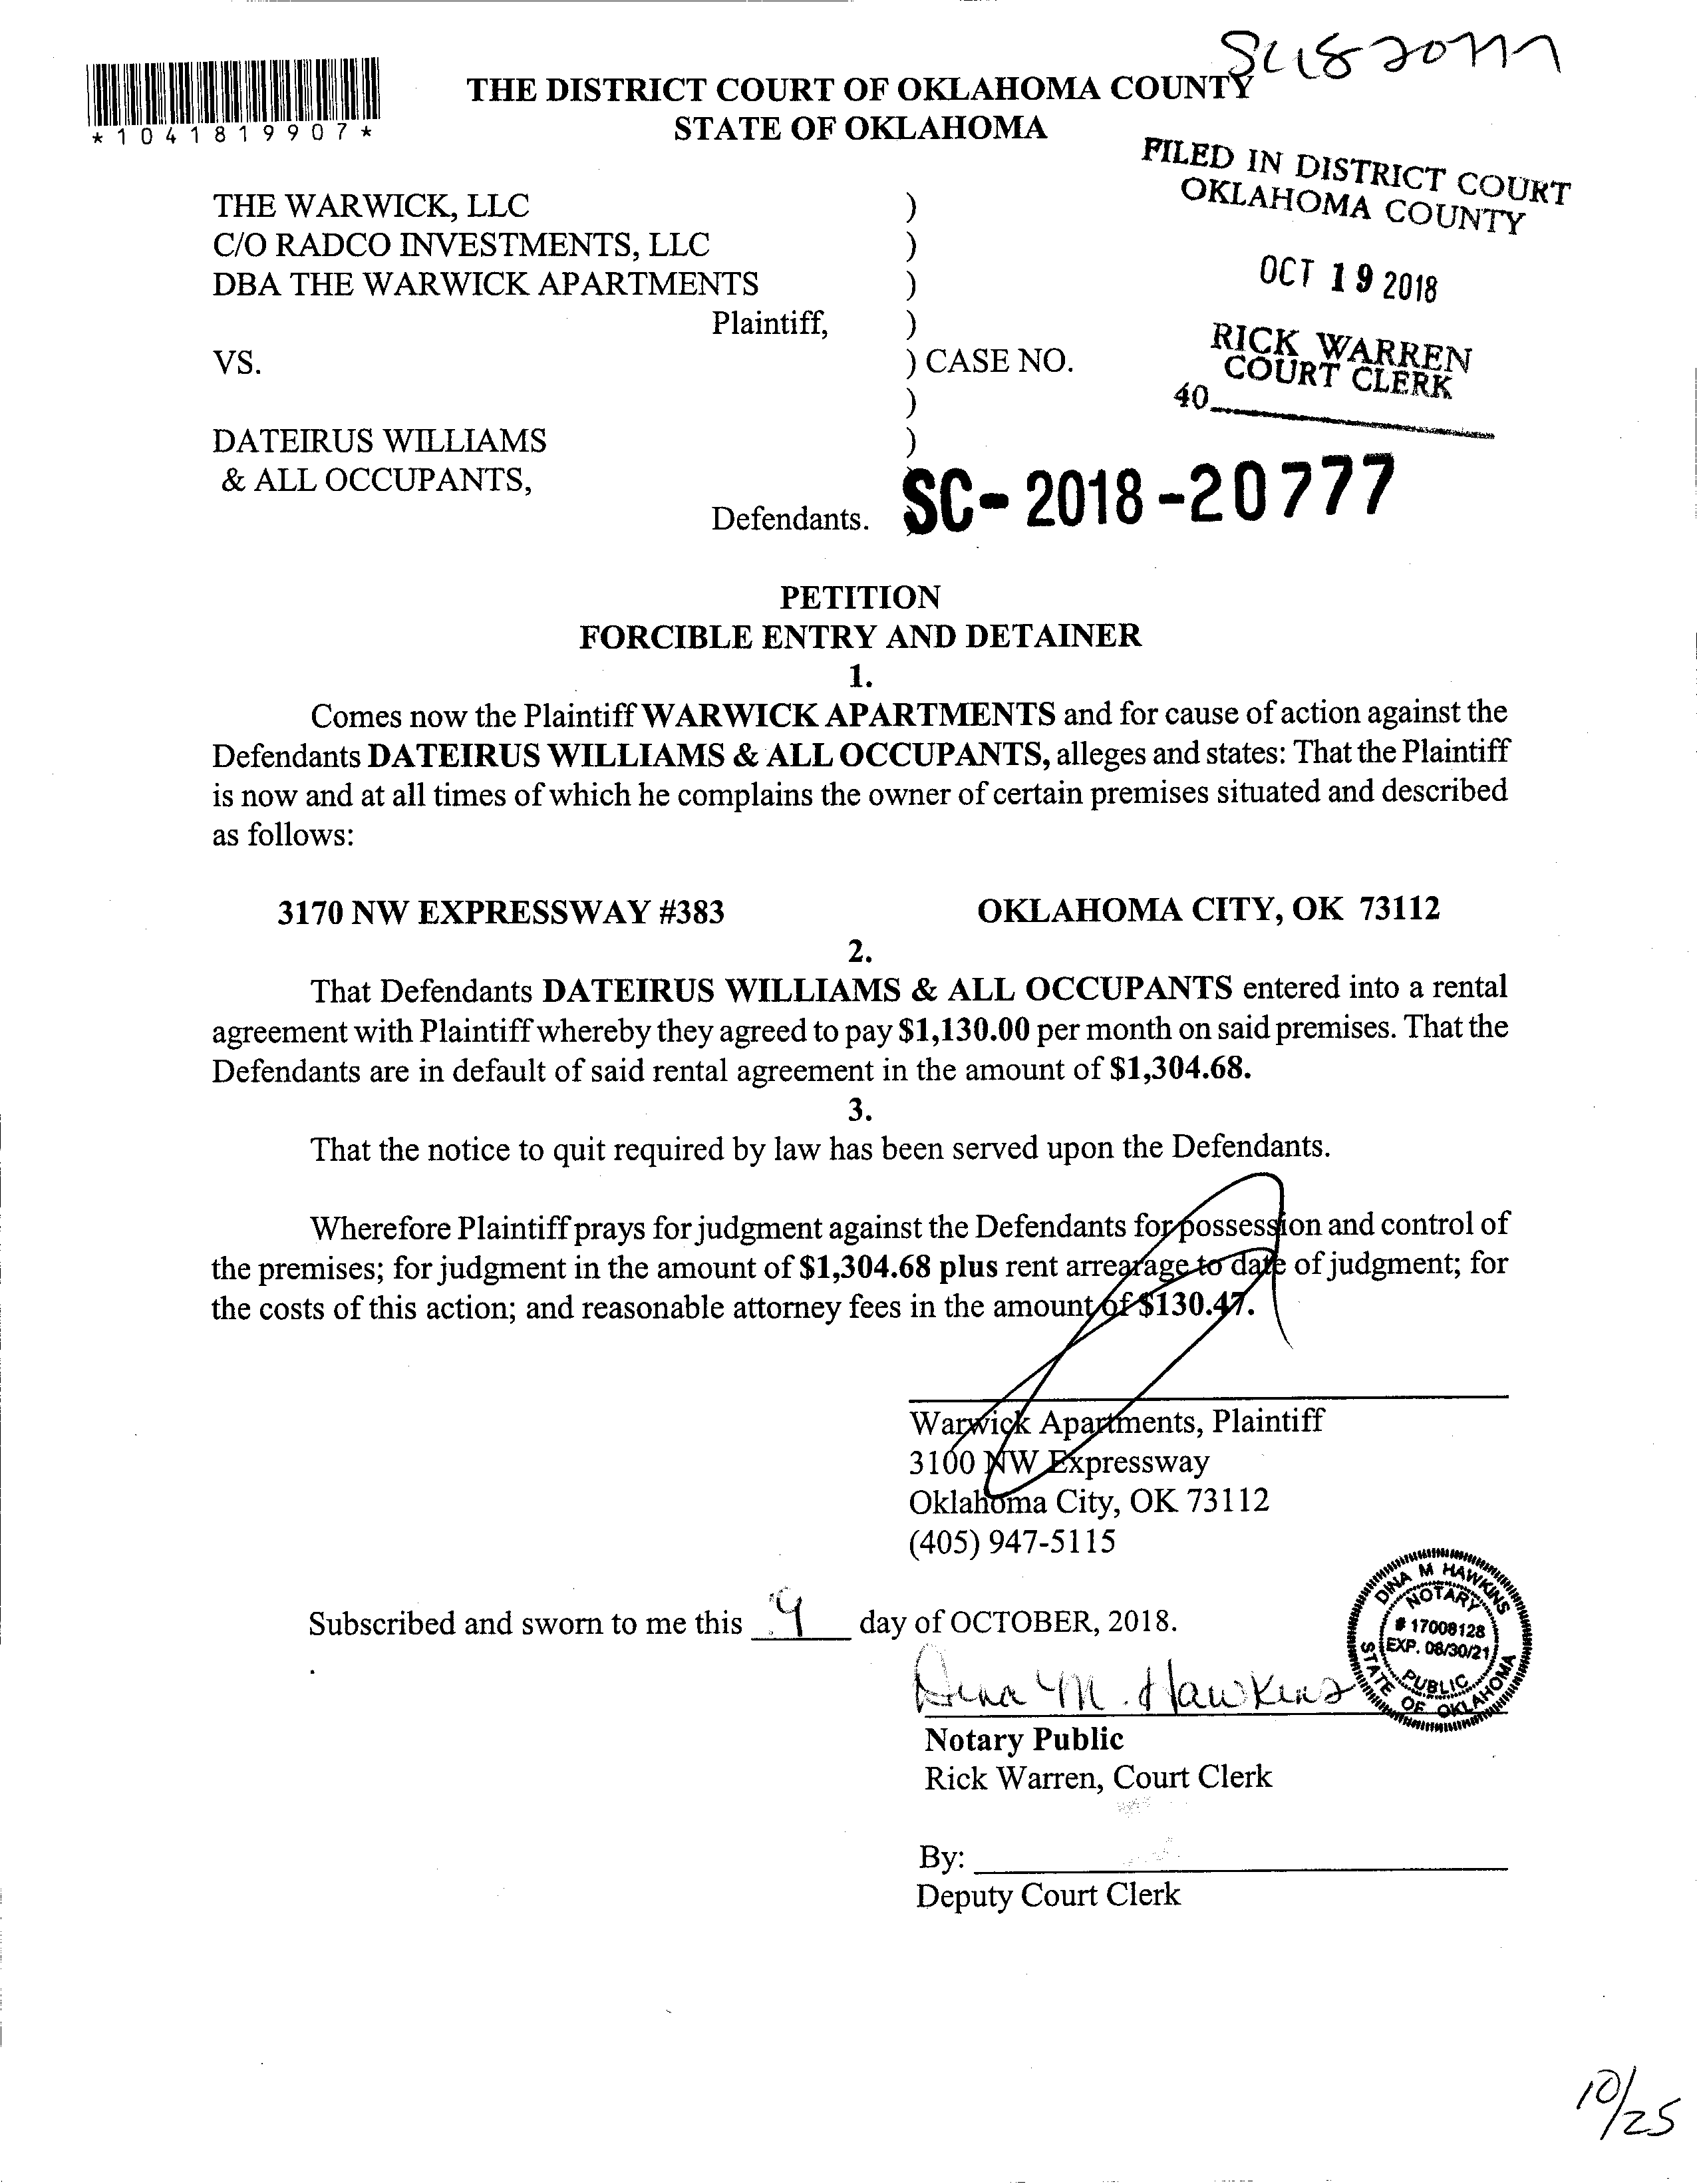 *1041819907*
THE DISTRICT COURT OF OKLAHOMA COUNTY
STATE OF OKLAHOMA
FILED IN DISTRICT COURT
OKLAHOMA COUNTY
OCT 19 2018
RICK WARREN
COURT CLERK
40
THE WARWICK, LLC )
C/O RADCO INVESTMENTS, LLC )
DBA THE WARWICK APARTMENTS )
Plaintiff, )
VS. ) CASE NO.
)
DATEIRUS WILLIAMS )
& ALL OCCUPANTS,
Defendants. SC-2018-20777
PETITION
FORCIBLE ENTRY AND DETAINER
1.
Comes now the Plaintiff WARWICK APARTMENTS and for cause of action against the
Defendants DATEIRUS WILLIAMS & ALL OCCUPANTS, alleges and states: That the Plaintiff
is now and at all times of which he complains the owner of certain premises situated and described
as follows:
3170 NW EXPRESSWAY #383 OKLAHOMA CITY, OK 73112
2.
That Defendants DATEIRUS WILLIAMS & ALL OCCUPANTS entered into a rental
agreement with Plaintiff whereby they agreed to pay $1,130.00 per month on said premises. That the
Defendants are in default of said rental agreement in the amount of $1,304.68.
3.
That the notice to quit required by law has been served upon the Defendants.
Wherefore Plaintiff prays for judgment against the Defendants for possession and control of
the premises; for judgment in the amount of $1,304.68 plus rent arrearage to date of judgment; for
the costs of this action; and reasonable attorney fees in the amount of $130.47.
Warwick Apartments, Plaintiff
3100 NW Expressway
Oklahoma City, OK 73112
(405) 947-5115
Subscribed and sworn to me this 9 day of OCTOBER, 2018.
Dina M. Hawkins
DINA M HAWKINS
NOTARY
# 17008128
EXP. 08/30/21
PUBLIC
STATE OF OKLAHOMA
Notary Public
Rick Warren, Court Clerk
By:
Deputy Court Clerk
10/25